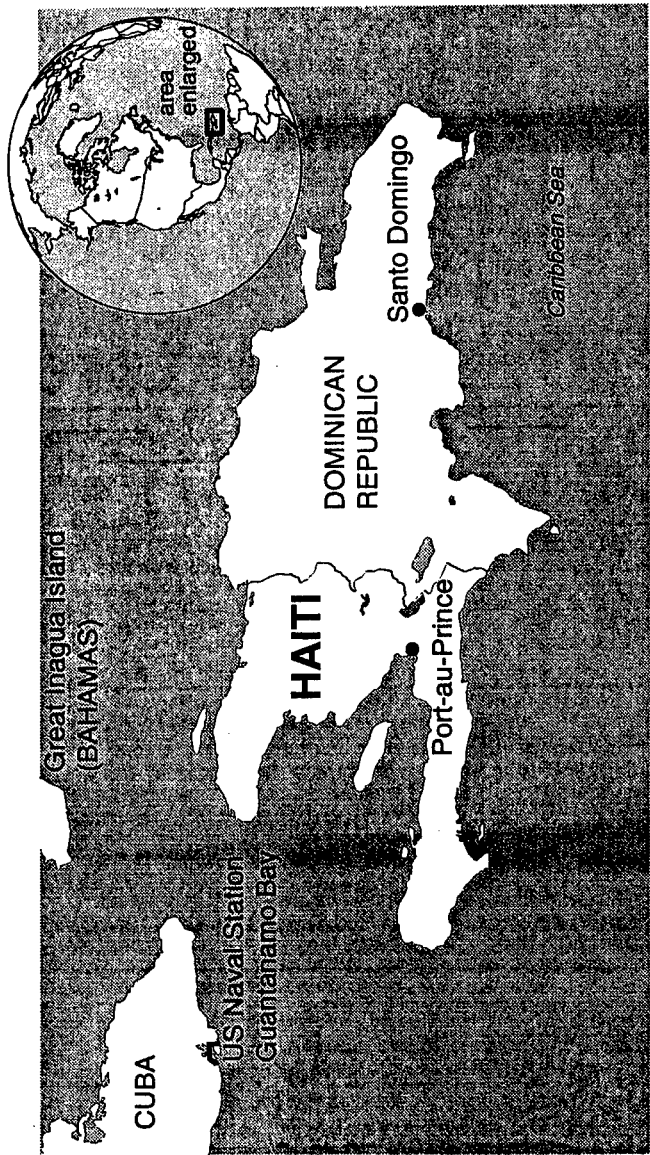 Great Inagua Island
(BAHAMAS)
area
enlarged
CUBA
US Naval Station
Guantanamo Bay
HAITI
DOMINICAN
REPUBLIC
Port-au-Prince
Santo Domingo
Caribbean Sea